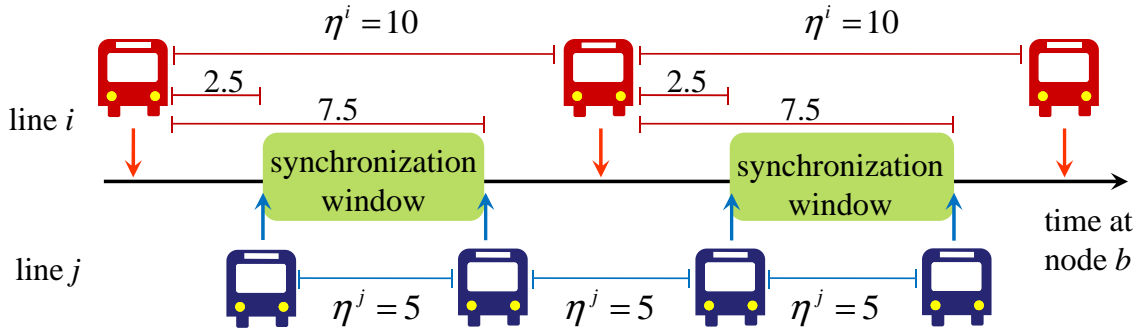 η^i = 10
η^i = 10
2.5
2.5
7.5
7.5
line i
synchronization
window
synchronization
window
time at
node b
line j
η^j = 5
η^j = 5
η^j = 5